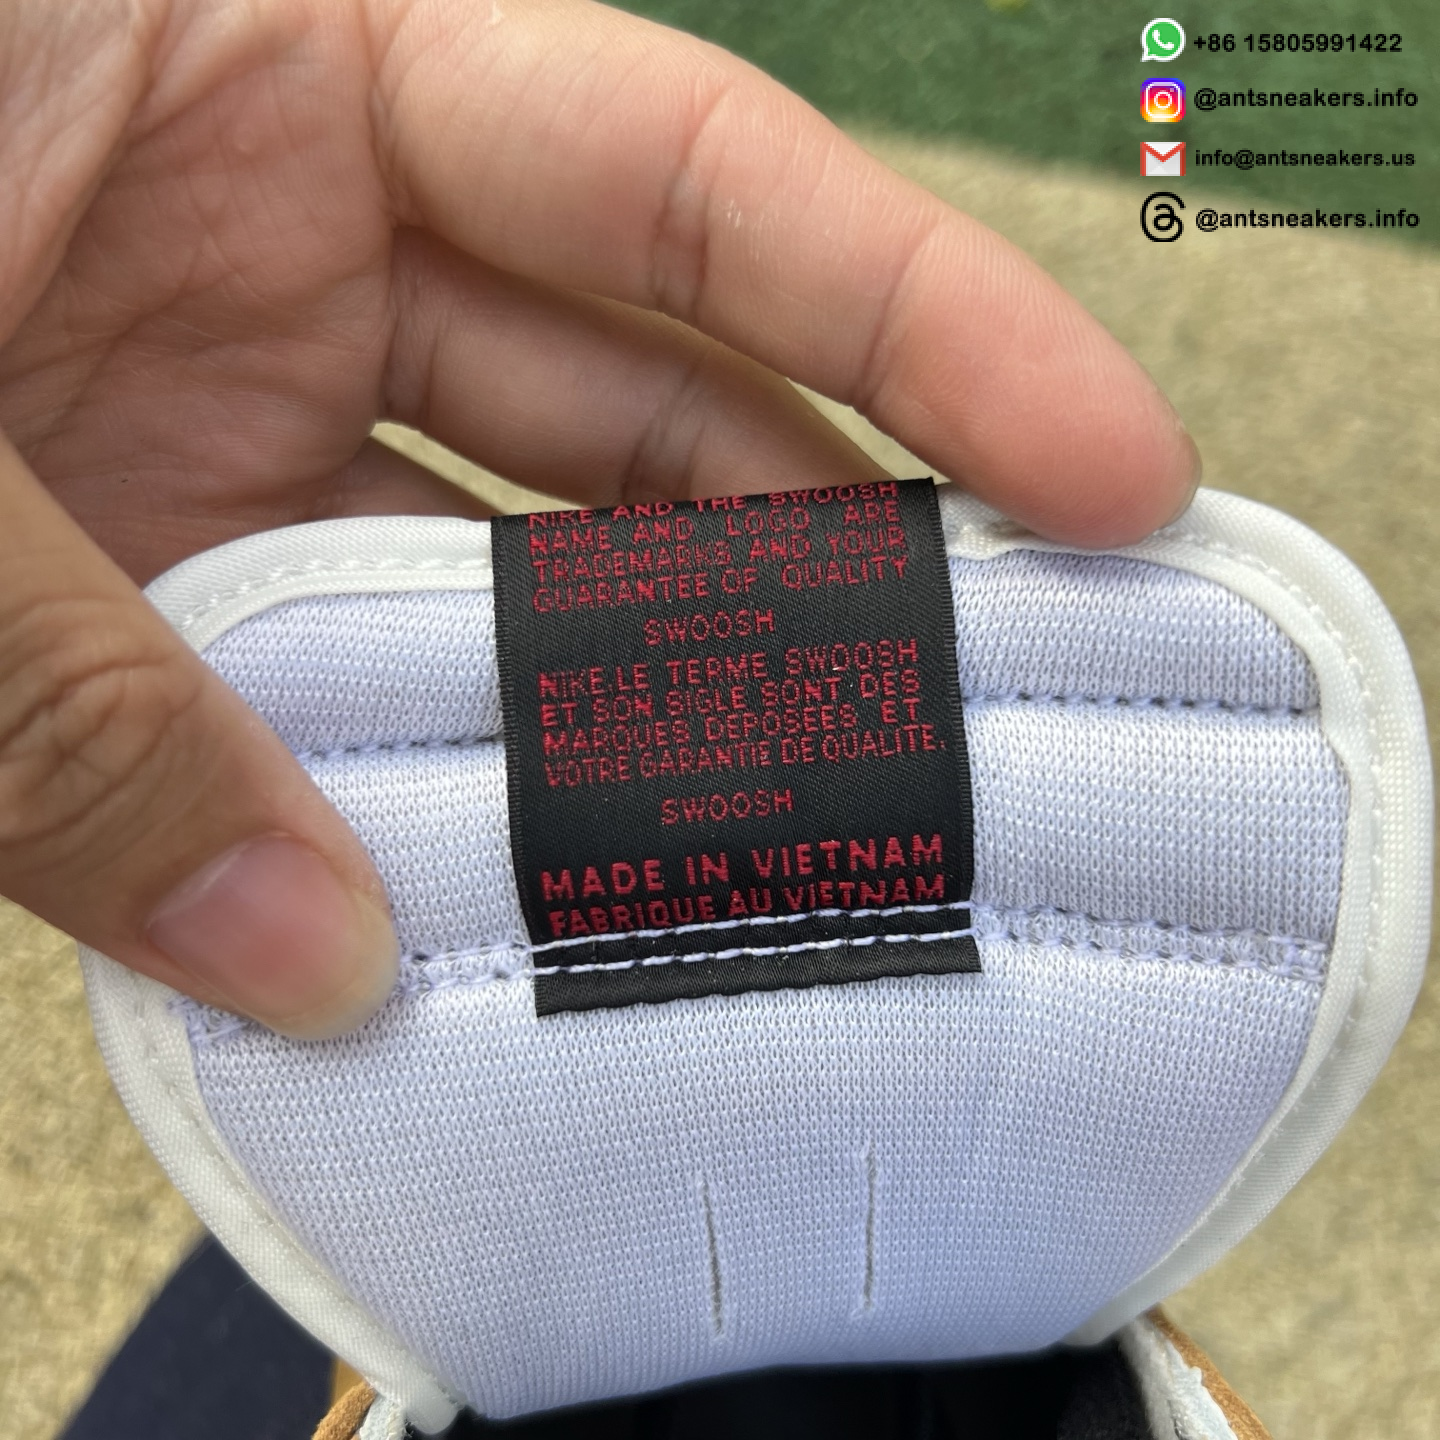 +86 15805991422
@antsneakers.info
info@antsneakers.us
@antsneakers.info
NIKE AND THE SWOOSH
NAME AND LOGO ARE
TRADEMARKS AND YOUR
GUARANTEE OF QUALITY
SWOOSH
NIKE.LE TERME SWOOSH
ET SON SIGLE SONT DES
MARQUES DEPOSEES ET
VOTRE GARANTIE DE QUALITE.
SWOOSH
MADE IN VIETNAM
FABRIQUE AU VIETNAM